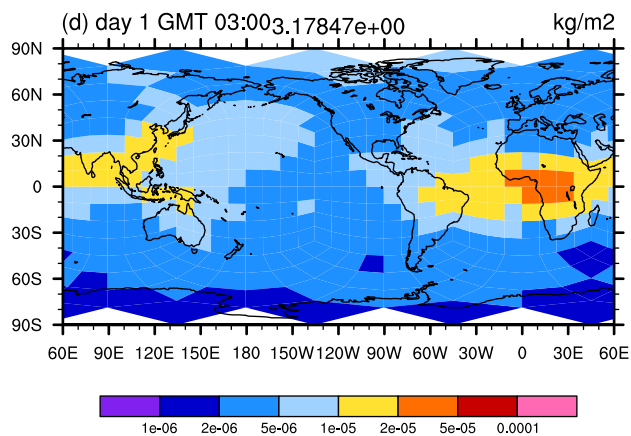 (d) day 1 GMT 03:00 3.17847e+00 kg/m2
90N
60N
30N
0
30S
60S
90S
60E 90E 120E 150E 180 150W 120W 90W 60W 30W 0 30E 60E
1e-06 2e-06 5e-06 1e-05 2e-05 5e-05 0.0001